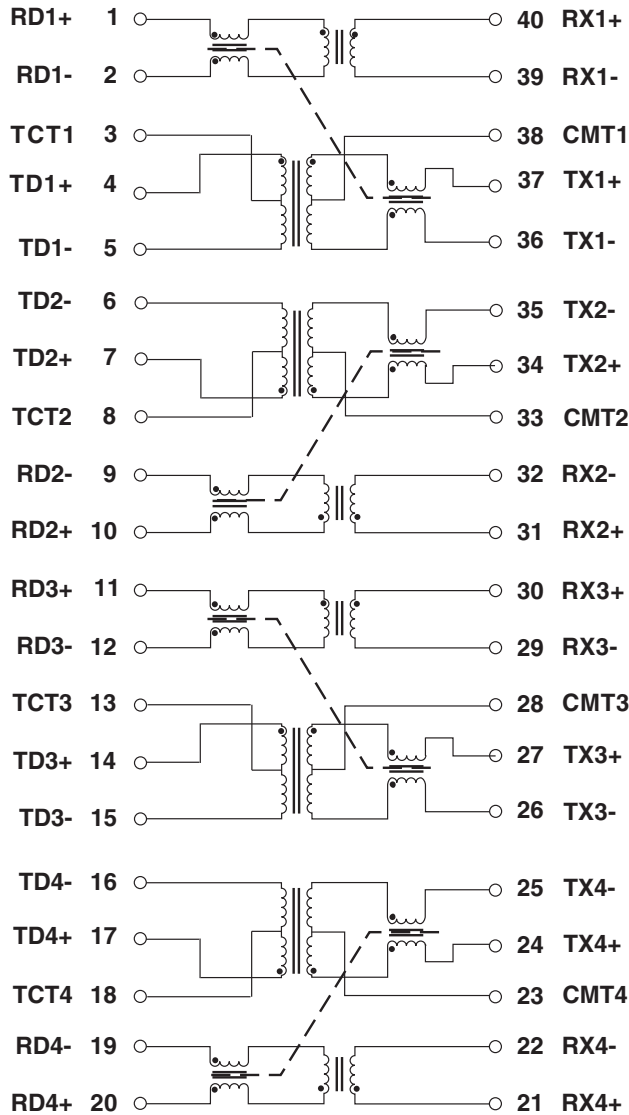 RD1+ 1 40 RX1+
RD1- 2 39 RX1-
TCT1 3 38 CMT1
TD1+ 4 37 TX1+
TD1- 5 36 TX1-
TD2- 6 35 TX2-
TD2+ 7 34 TX2+
TCT2 8 33 CMT2
RD2- 9 32 RX2-
RD2+ 10 31 RX2+
RD3+ 11 30 RX3+
RD3- 12 29 RX3-
TCT3 13 28 CMT3
TD3+ 14 27 TX3+
TD3- 15 26 TX3-
TD4- 16 25 TX4-
TD4+ 17 24 TX4+
TCT4 18 23 CMT4
RD4- 19 22 RX4-
RD4+ 20 21 RX4+